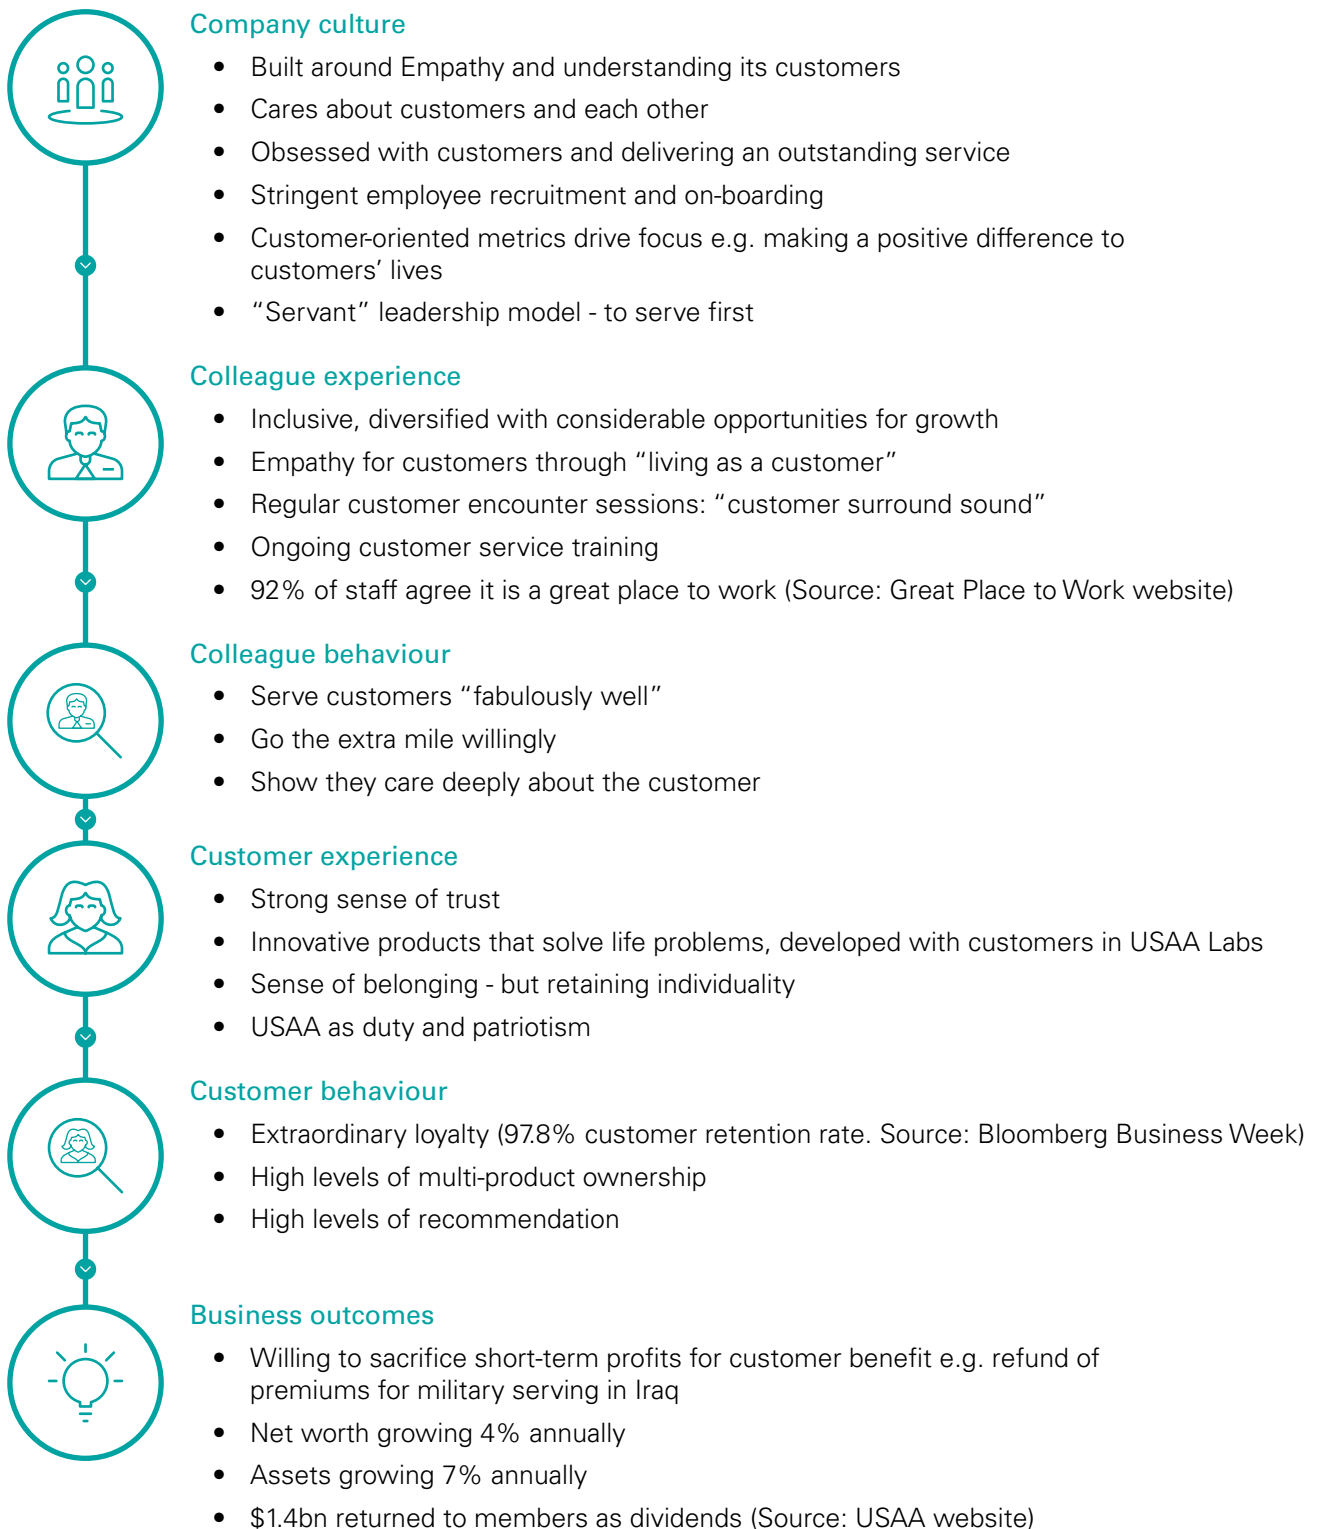 Company culture
• Built around Empathy and understanding its customers
• Cares about customers and each other
• Obsessed with customers and delivering an outstanding service
• Stringent employee recruitment and on-boarding
• Customer-oriented metrics drive focus e.g. making a positive difference to
customers’ lives
• “Servant” leadership model - to serve first
Colleague experience
• Inclusive, diversified with considerable opportunities for growth
• Empathy for customers through “living as a customer”
• Regular customer encounter sessions: “customer surround sound”
• Ongoing customer service training
• 92% of staff agree it is a great place to work (Source: Great Place to Work website)
Colleague behaviour
• Serve customers “fabulously well”
• Go the extra mile willingly
• Show they care deeply about the customer
Customer experience
• Strong sense of trust
• Innovative products that solve life problems, developed with customers in USAA Labs
• Sense of belonging - but retaining individuality
• USAA as duty and patriotism
Customer behaviour
• Extraordinary loyalty (97.8% customer retention rate. Source: Bloomberg Business Week)
• High levels of multi-product ownership
• High levels of recommendation
Business outcomes
• Willing to sacrifice short-term profits for customer benefit e.g. refund of
premiums for military serving in Iraq
• Net worth growing 4% annually
• Assets growing 7% annually
• $1.4bn returned to members as dividends (Source: USAA website)